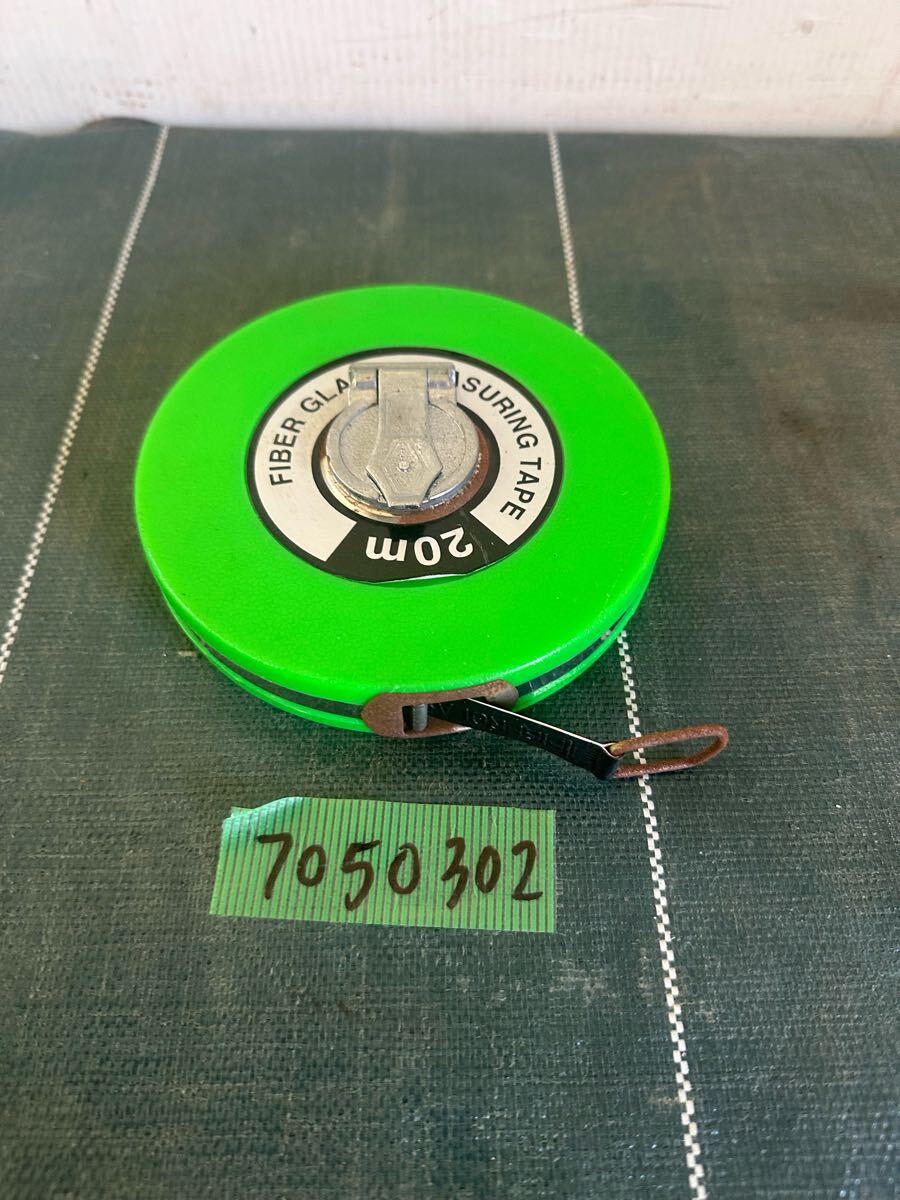 FIBER GLA SURING TAPE
20m
7050302